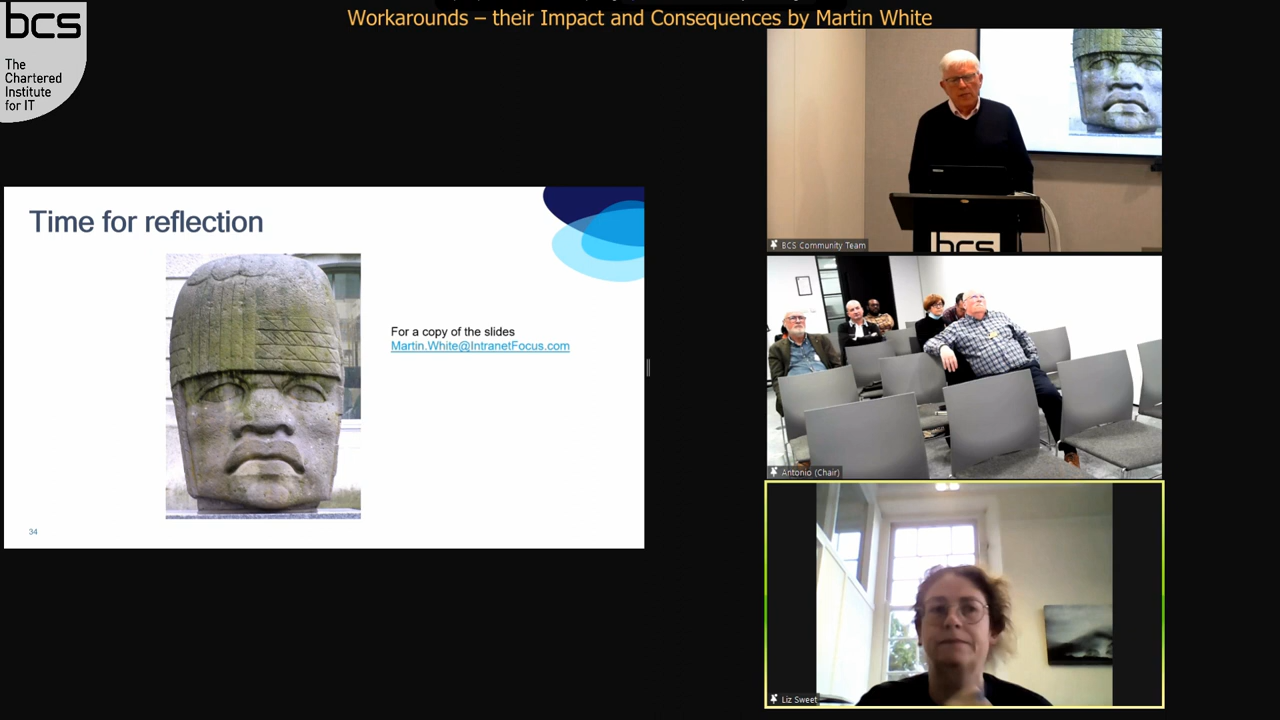 Workarounds – their Impact and Consequences by Martin White
bcs
The
Chartered
Institute
for IT
Time for reflection
For a copy of the slides
Martin.White@IntranetFocus.com
34
bcs
BCS Community Team
Antonio (Chair)
Liz Sweet